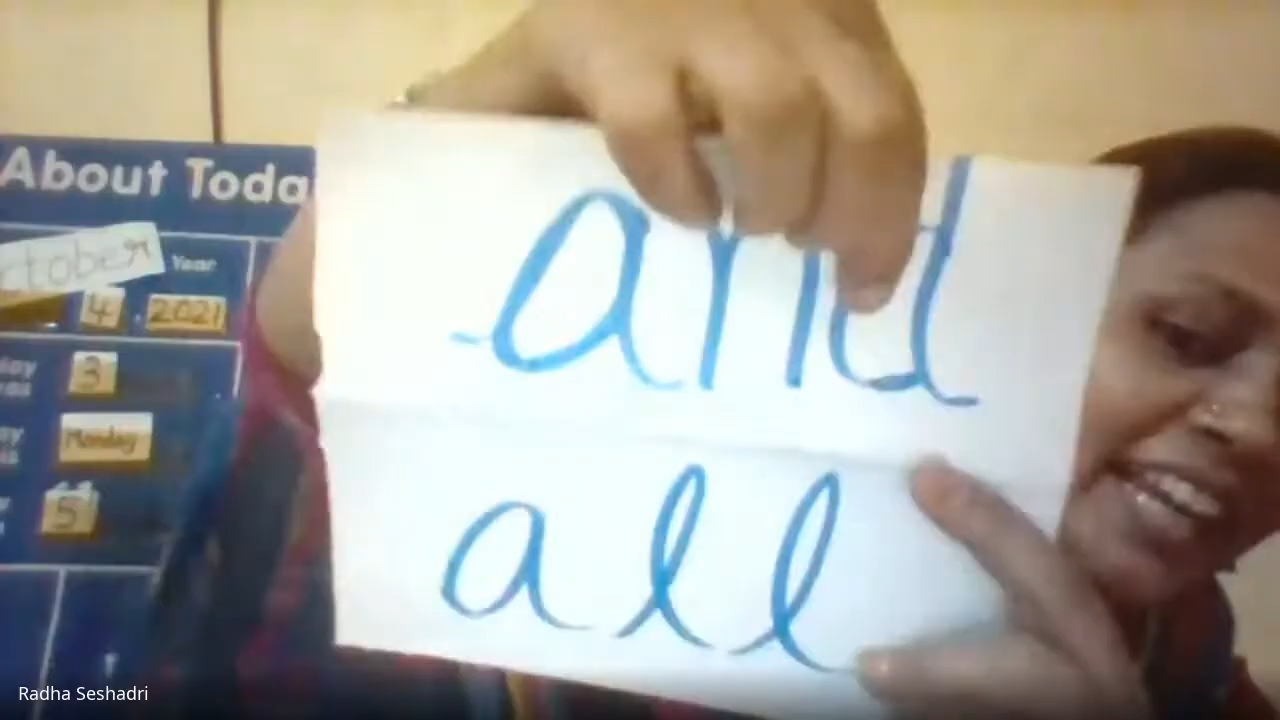 About Toda
ctober
Year
4
2021
3
Monday
5
and
all
Radha Seshadri